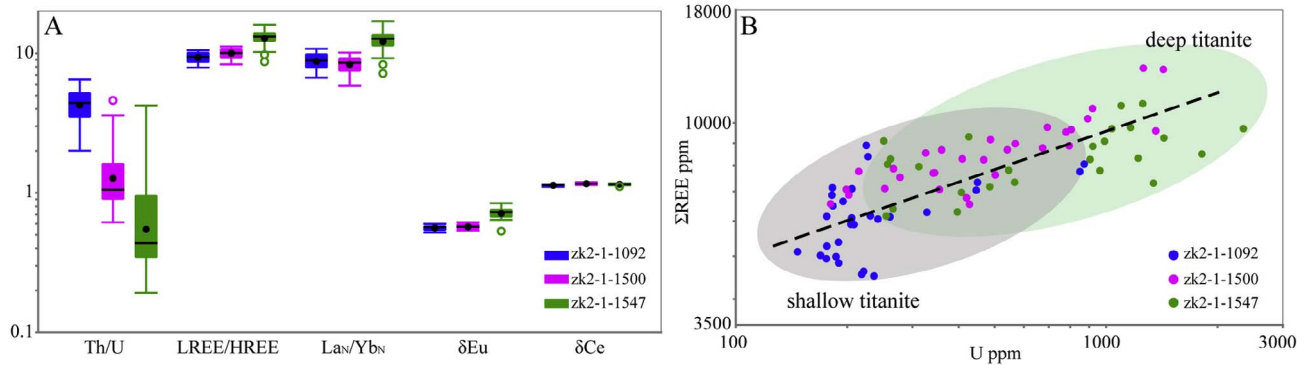 A
10
1
0.1
Th/U
LREE/HREE
LaN/YbN
δEu
δCe
zk2-1-1092
zk2-1-1500
zk2-1-1547
B
18000
10000
3500
ΣREE ppm
deep titanite
shallow titanite
zk2-1-1092
zk2-1-1500
zk2-1-1547
100
1000
3000
U ppm